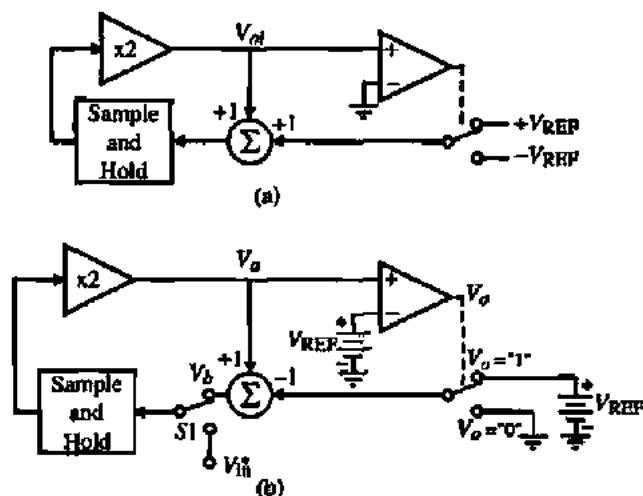 x2
V_oi
+
−
+1
+1
Sample
and
Hold
Σ
+V_REF
−V_REF
(a)
x2
V_a
+
−
V_o
+
V_REF
−
+1
V_b
Σ
−1
V_o="1"
+
V_REF
−
Sample
and
Hold
S1
V_o="0"
V_in*
(b)